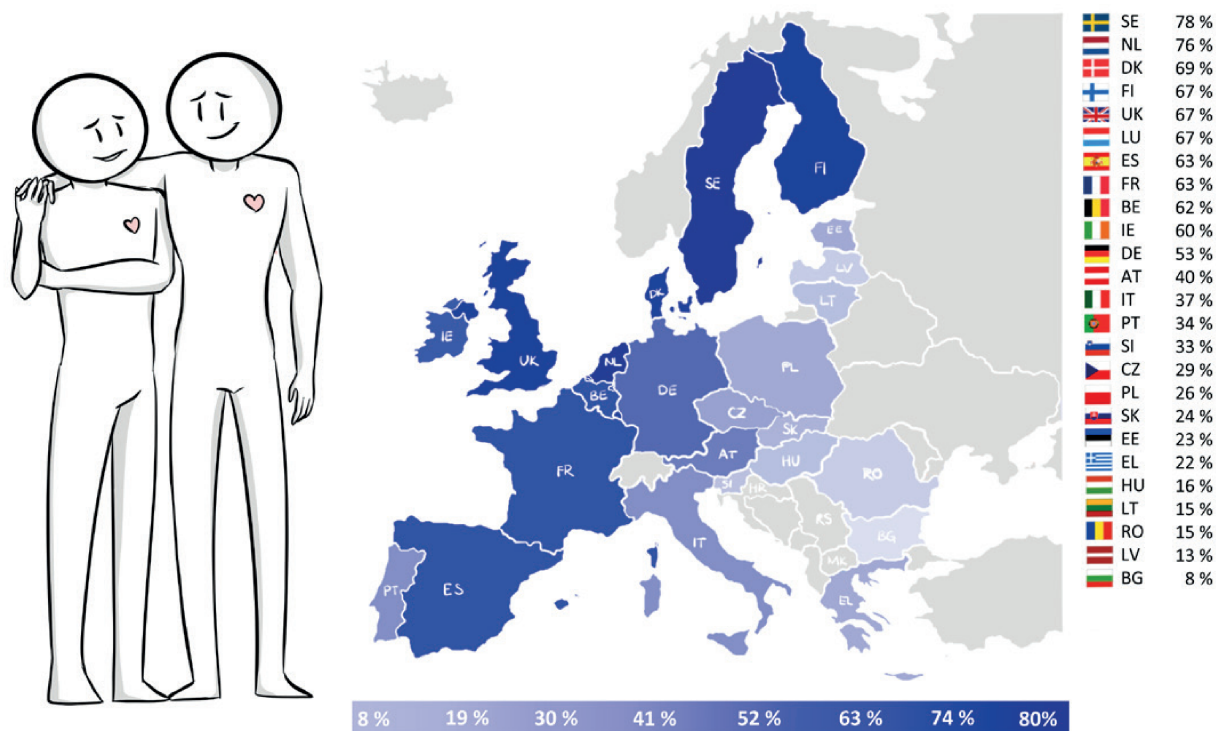 SE 78 %
NL 76 %
DK 69 %
FI 67 %
UK 67 %
LU 67 %
ES 63 %
FR 63 %
BE 62 %
IE 60 %
DE 53 %
AT 40 %
IT 37 %
PT 34 %
SI 33 %
CZ 29 %
PL 26 %
SK 24 %
EE 23 %
EL 22 %
HU 16 %
LT 15 %
RO 15 %
LV 13 %
BG 8 %
FI
SE
EE
LV
LT
DK
IE
UK
NL
BE
DE
PL
CZ
SK
AT
HU
FR
SI
HR
RO
RS
IT
BG
MK
PT
ES
EL
8 % 19 % 30 % 41 % 52 % 63 % 74 % 80%